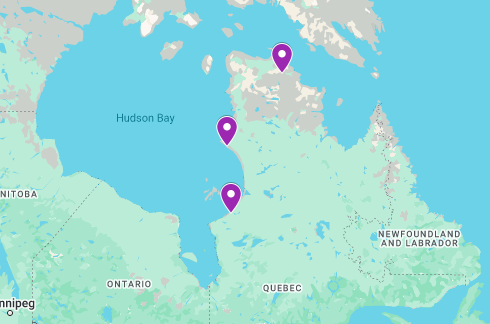 Hudson Bay
NITOBA
NEWFOUNDLAND
AND LABRADOR
ONTARIO
QUEBEC
nnipeg